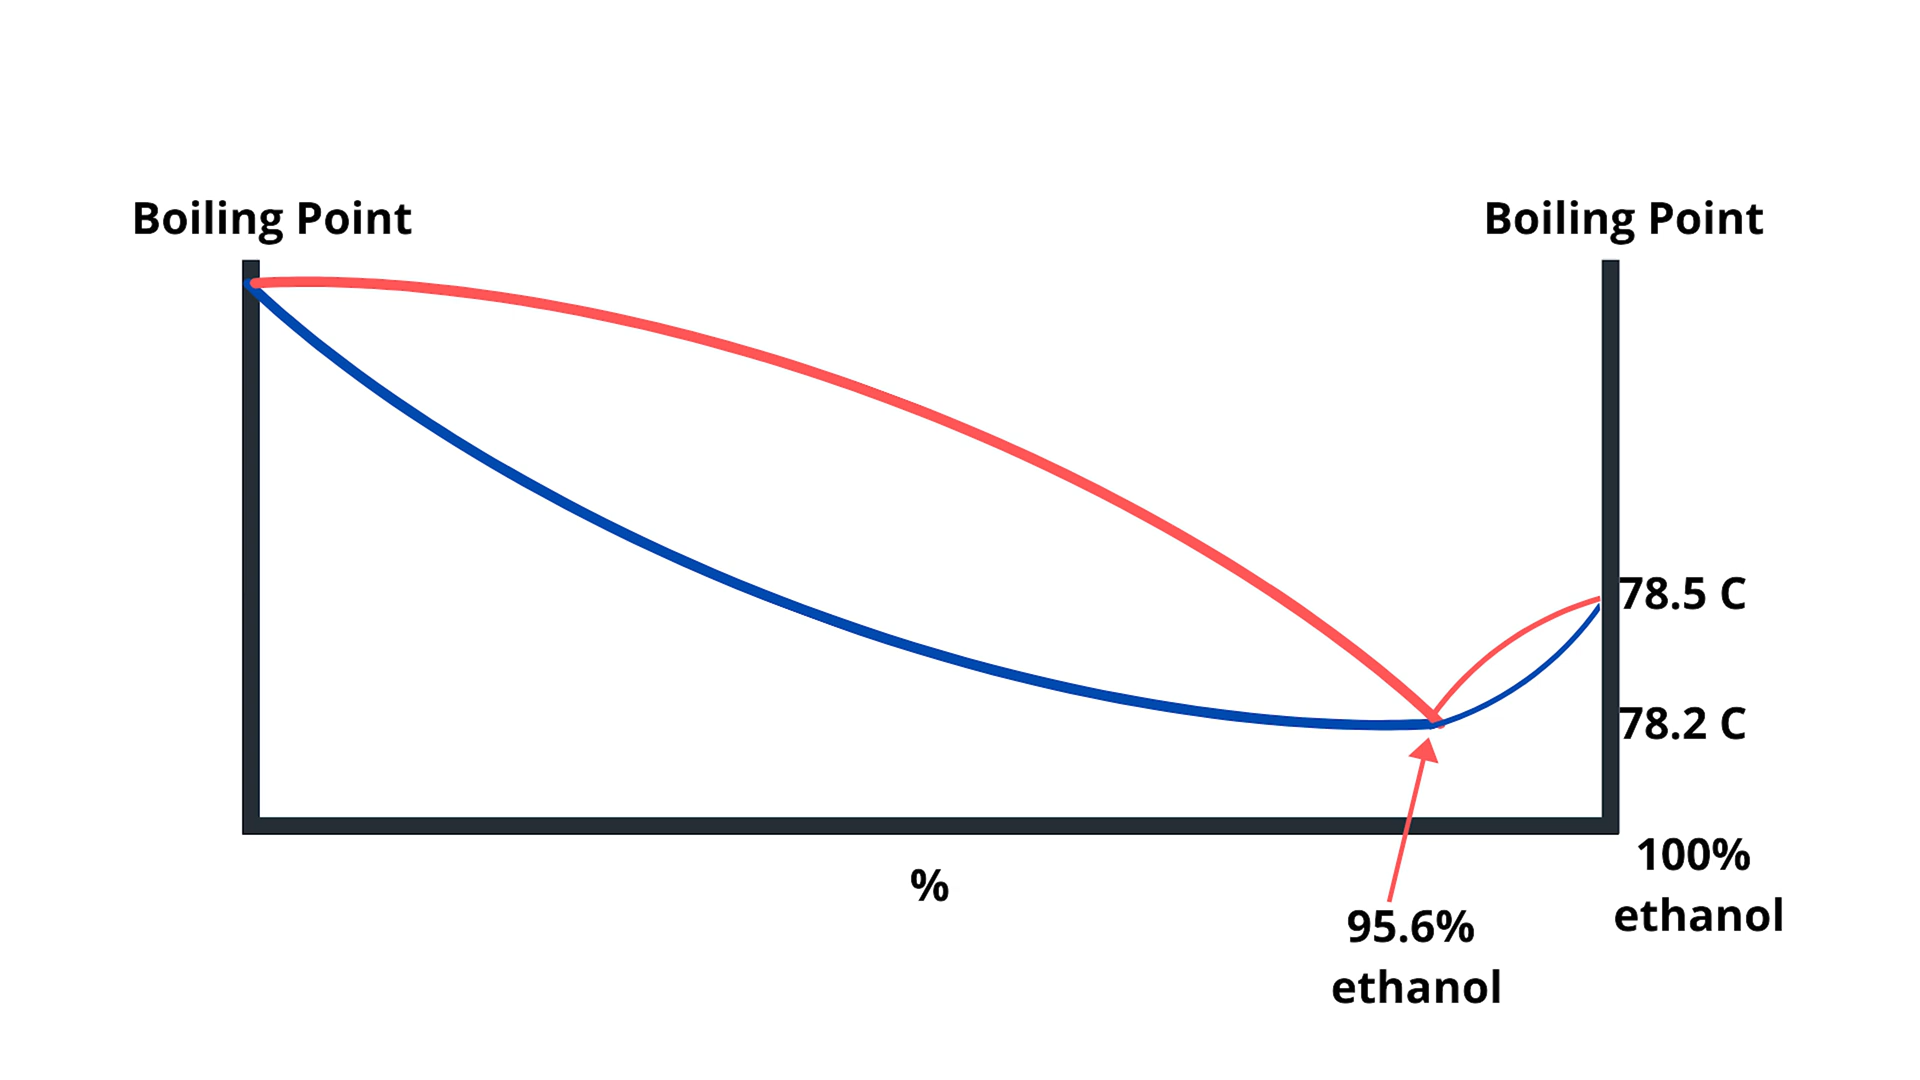 Boiling Point
Boiling Point
78.5 C
78.2 C
100%
ethanol
%
95.6%
ethanol